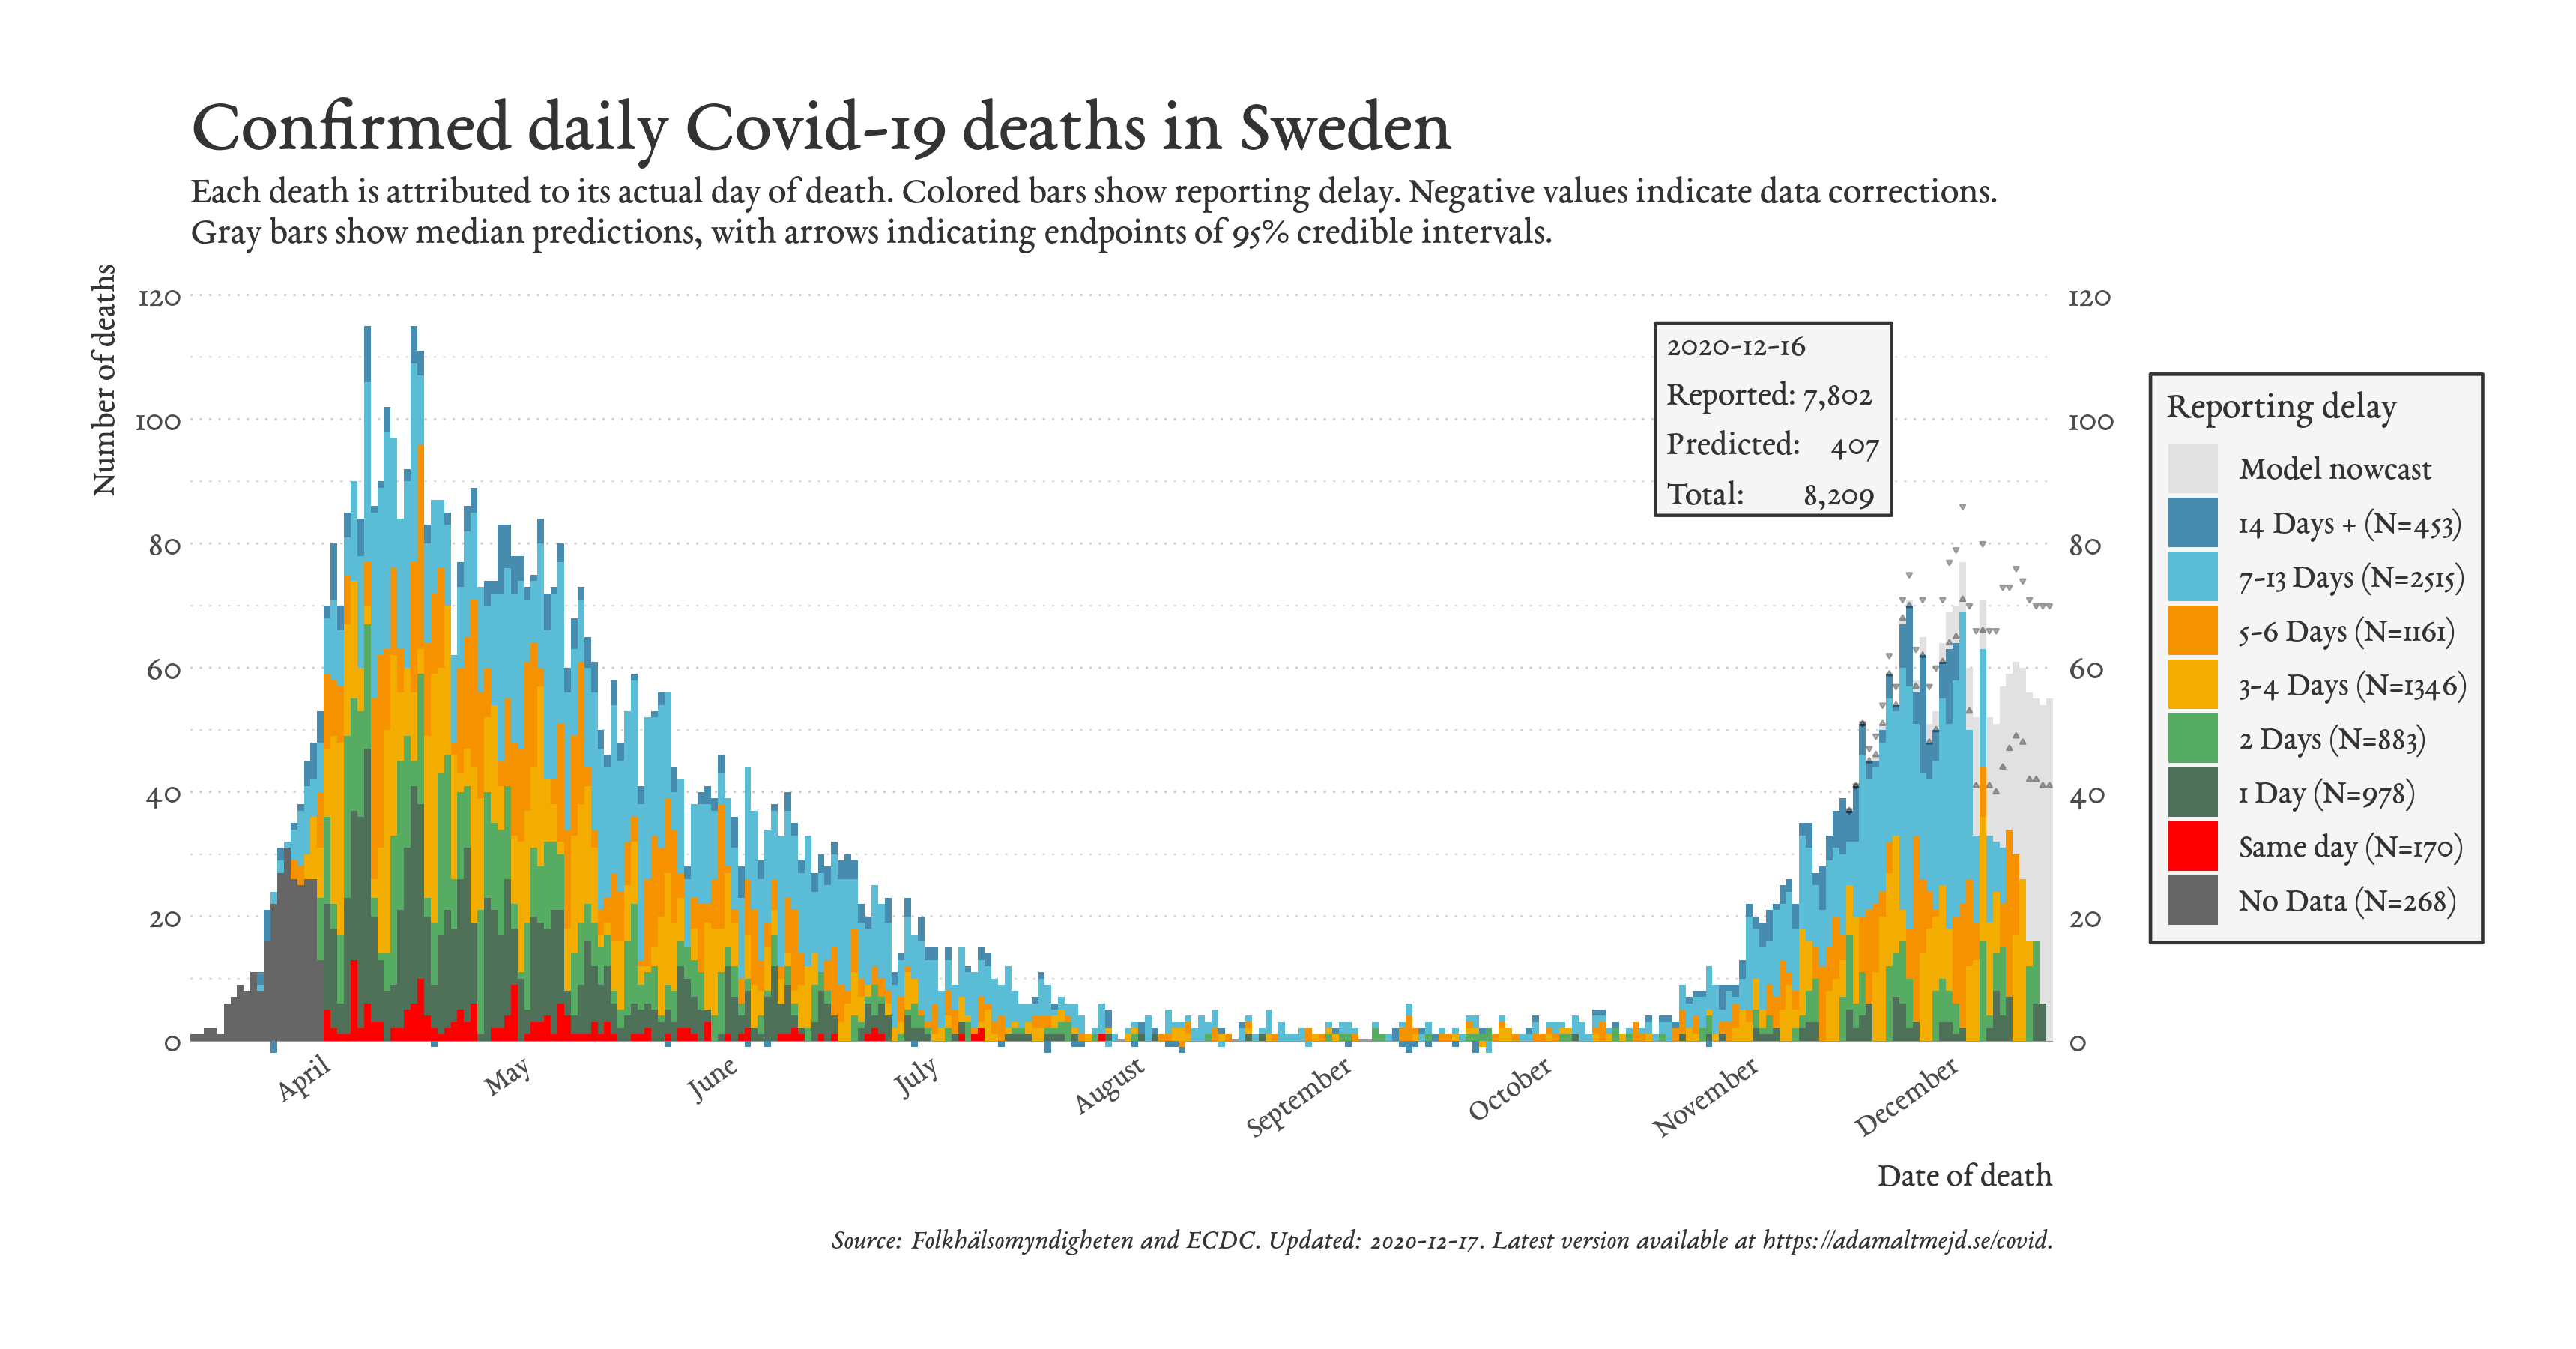 Confirmed daily Covid-19 deaths in Sweden
Each death is attributed to its actual day of death. Colored bars show reporting delay. Negative values indicate data corrections.
Gray bars show median predictions, with arrows indicating endpoints of 95% credible intervals.
Number of deaths
120
100
80
60
40
20
0
120
100
80
60
40
20
0
2020-12-16
Reported: 7,802
Predicted: 407
Total: 8,209
Reporting delay
Model nowcast
14 Days + (N=453)
7-13 Days (N=2515)
5-6 Days (N=1161)
3-4 Days (N=1346)
2 Days (N=883)
1 Day (N=978)
Same day (N=170)
No Data (N=268)
April
May
June
July
August
September
October
November
December
Date of death
Source: Folkhälsomyndigheten and ECDC. Updated: 2020-12-17. Latest version available at https://adamaltmejd.se/covid.